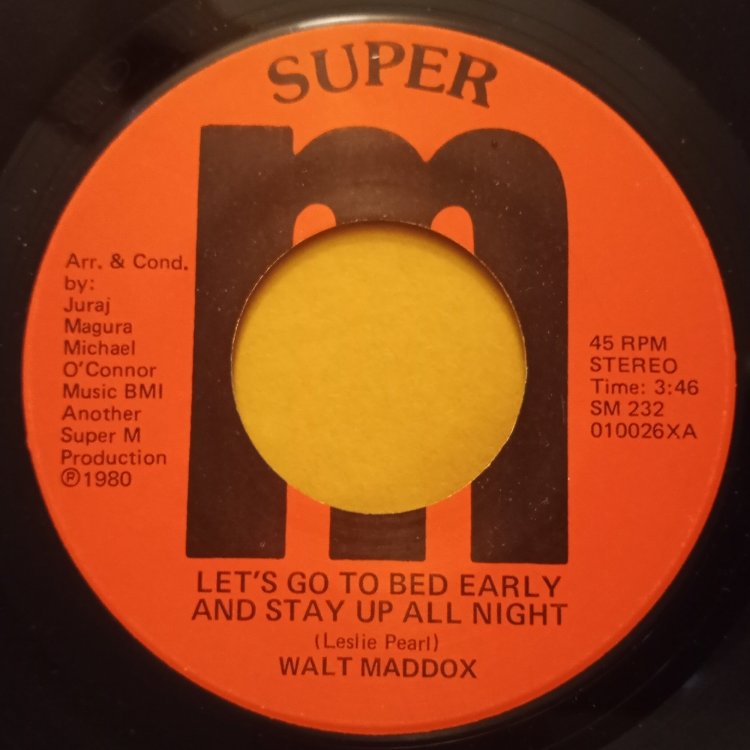 SUPER
m
Arr. & Cond.
by:
Juraj
Magura
Michael
O'Connor
Music BMI
Another
Super M
Production
℗1980
45 RPM
STEREO
Time: 3:46
SM 232
010026XA
LET'S GO TO BED EARLY
AND STAY UP ALL NIGHT
(Leslie Pearl)
WALT MADDOX